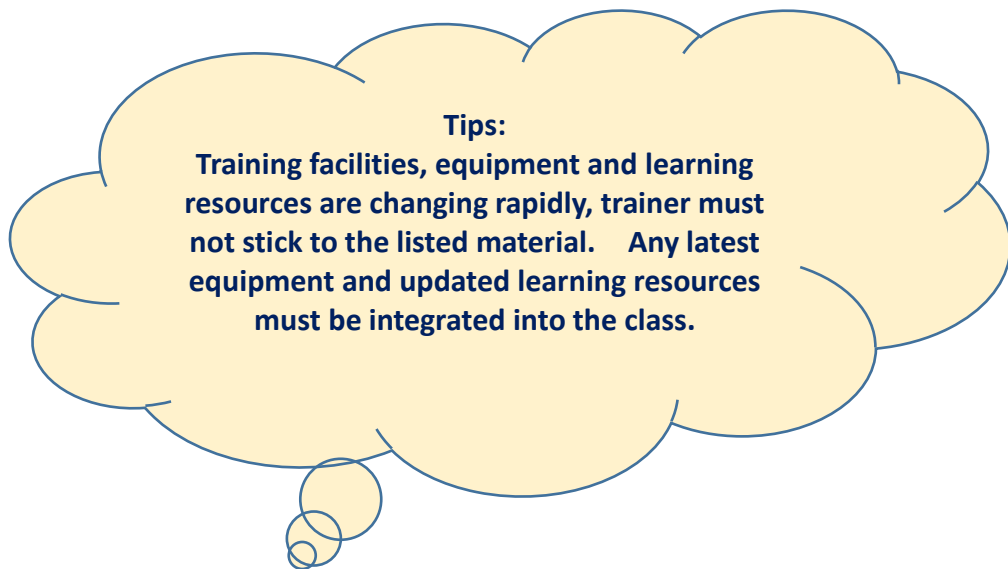 Tips:
Training facilities, equipment and learning
resources are changing rapidly, trainer must
not stick to the listed material.    Any latest
equipment and updated learning resources
must be integrated into the class.